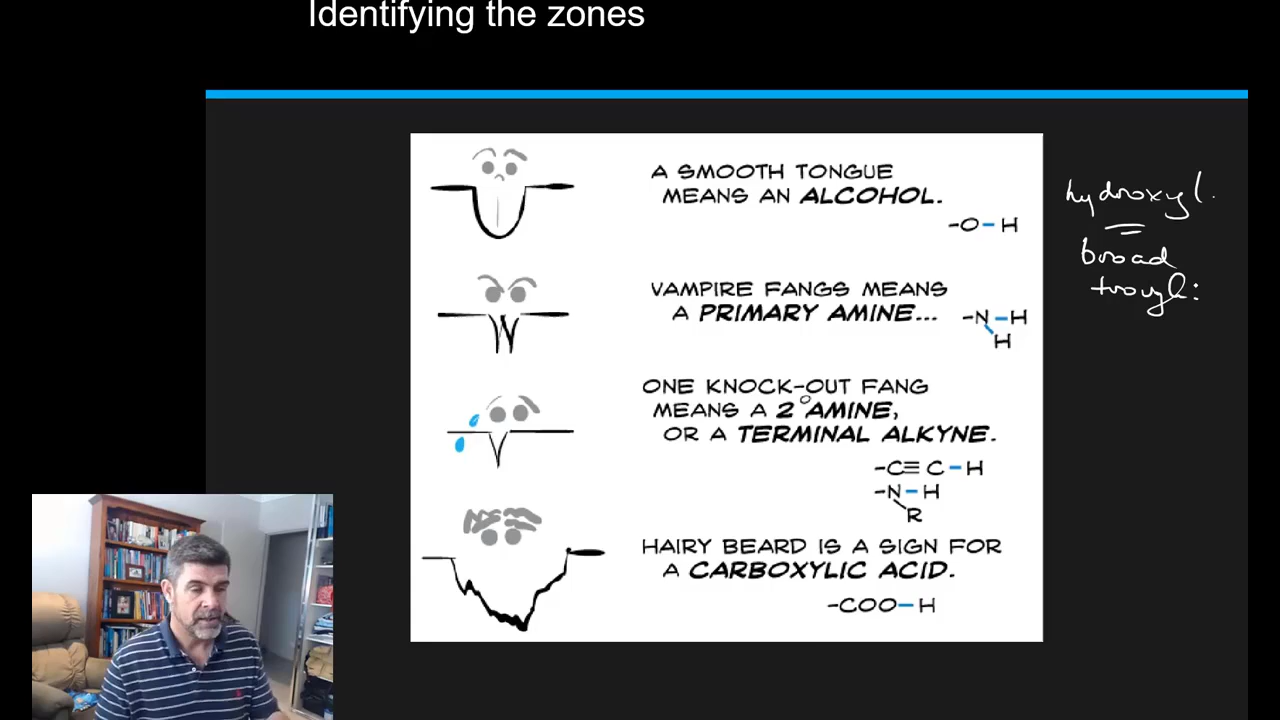 Identifying the zones
A SMOOTH TONGUE
MEANS AN ALCOHOL.
-O-H
hydroxyl.
broad
trough:
VAMPIRE FANGS MEANS
A PRIMARY AMINE...
-N-H
H
ONE KNOCK-OUT FANG
MEANS A 2° AMINE,
OR A TERMINAL ALKYNE.
-C≡C-H
-N-H
R
HAIRY BEARD IS A SIGN FOR
A CARBOXYLIC ACID.
-COO-H